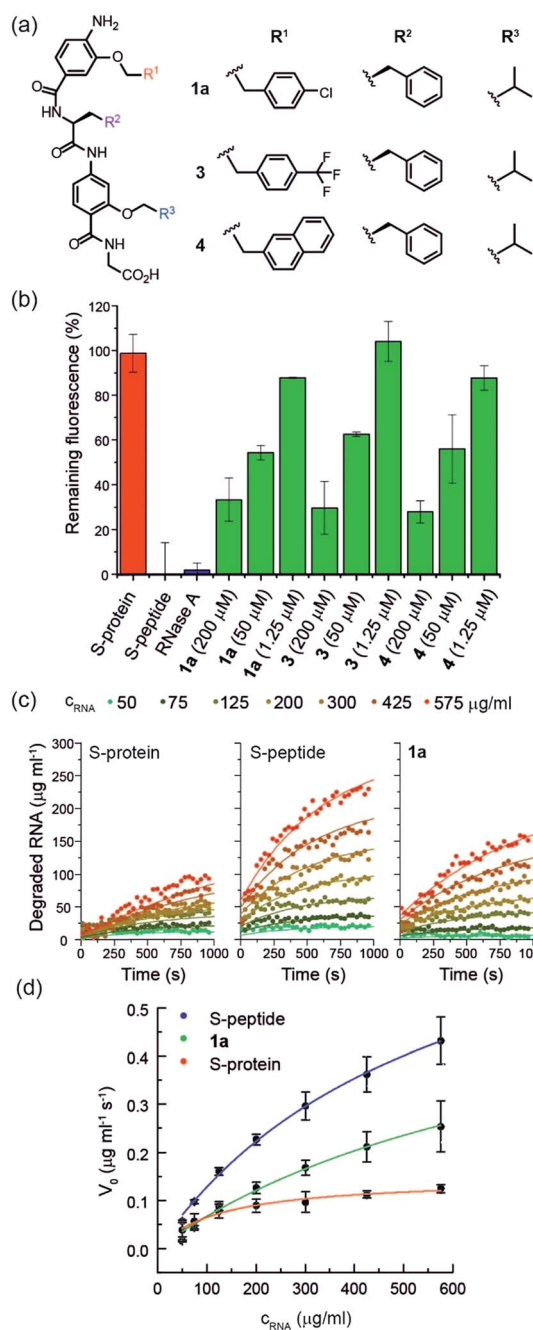 (a)
R¹ R² R³
NH₂
O R¹
O
HN R²
O NH
O R³
O NH
CO₂H
1a Cl
3 F F F
4
(b)
Remaining fluorescence (%)
120
100
80
60
40
20
0
S-protein
S-peptide
RNase A
1a (200 µM)
1a (50 µM)
1a (1.25 µM)
3 (200 µM)
3 (50 µM)
3 (1.25 µM)
4 (200 µM)
4 (50 µM)
4 (1.25 µM)
(c)
cRNA • 50 • 75 • 125 • 200 • 300 • 425 • 575 µg/ml
S-protein S-peptide 1a
Degraded RNA (µg ml⁻¹)
300
250
200
150
100
50
0
0 250 500 750 1000 0 250 500 750 1000 0 250 500 750 1000
Time (s) Time (s) Time (s)
(d)
S-peptide
1a
S-protein
V₀ (µg ml⁻¹ s⁻¹)
0.5
0.4
0.3
0.2
0.1
0.0
0 100 200 300 400 500 600
cRNA (µg/ml)